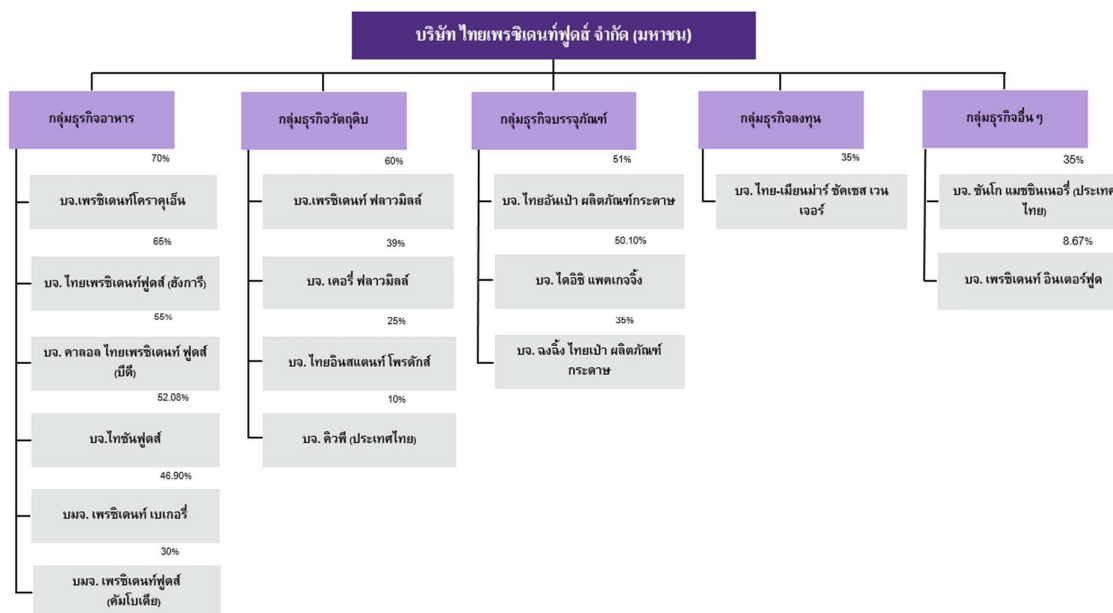 บริษัท ไทยเพรซิเดนท์ฟูดส์ จำกัด (มหาชน)
กลุ่มธุรกิจอาหาร
70%
บจ.เพรซิเดนท์โคราคุเอ็น
65%
บจ. ไทยเพรซิเดนท์ฟูดส์ (ฮังการี)
55%
บจ. คาลอล ไทยเพรซิเดนท์ ฟูดส์
(บีดี)
52.08%
บจ.ไทซันฟูดส์
46.90%
บมจ. เพรซิเดนท์ เบเกอรี่
30%
บมจ. เพรซิเดนท์ฟูดส์
(คัมโบเดีย)
กลุ่มธุรกิจวัตถุดิบ
60%
บจ.เพรซิเดนท์ ฟลาวมิลล์
39%
บจ. เคอรี่ ฟลาวมิลล์
25%
บจ. ไทยอินสแตนท์ โพรดักส์
10%
บจ. คิวพี (ประเทศไทย)
กลุ่มธุรกิจบรรจุภัณฑ์
51%
บจ. ไทยอันเป่า ผลิตภัณฑ์กระดาษ
50.10%
บจ. ไดอิชิ แพคเกจจิ้ง
35%
บจ. ฉงฉิ้ง ไทยเป่า ผลิตภัณฑ์
กระดาษ
กลุ่มธุรกิจลงทุน
35%
บจ. ไทย-เมียนม่าร์ ซัคเซส เวน
เจอร์
กลุ่มธุรกิจอื่น ๆ
35%
บจ. ซันโก แมชชินเนอรี่ (ประเทศ
ไทย)
8.67%
บจ. เพรซิเดนท์ อินเตอร์ฟูด